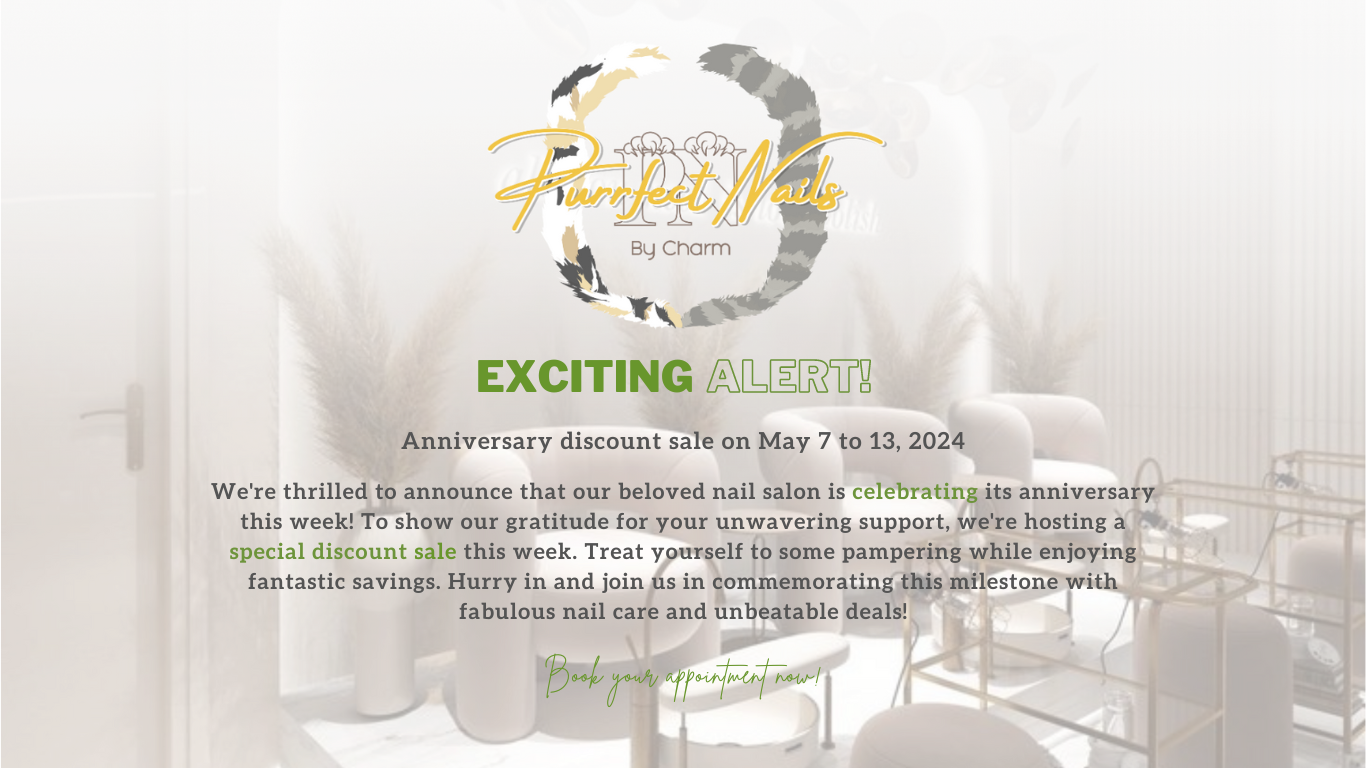 PN
Purrfect Nails
By Charm
EXCITING ALERT!
Anniversary discount sale on May 7 to 13, 2024
We're thrilled to announce that our beloved nail salon is celebrating its anniversary
this week! To show our gratitude for your unwavering support, we're hosting a
special discount sale this week. Treat yourself to some pampering while enjoying
fantastic savings. Hurry in and join us in commemorating this milestone with
fabulous nail care and unbeatable deals!
Book your appointment now!